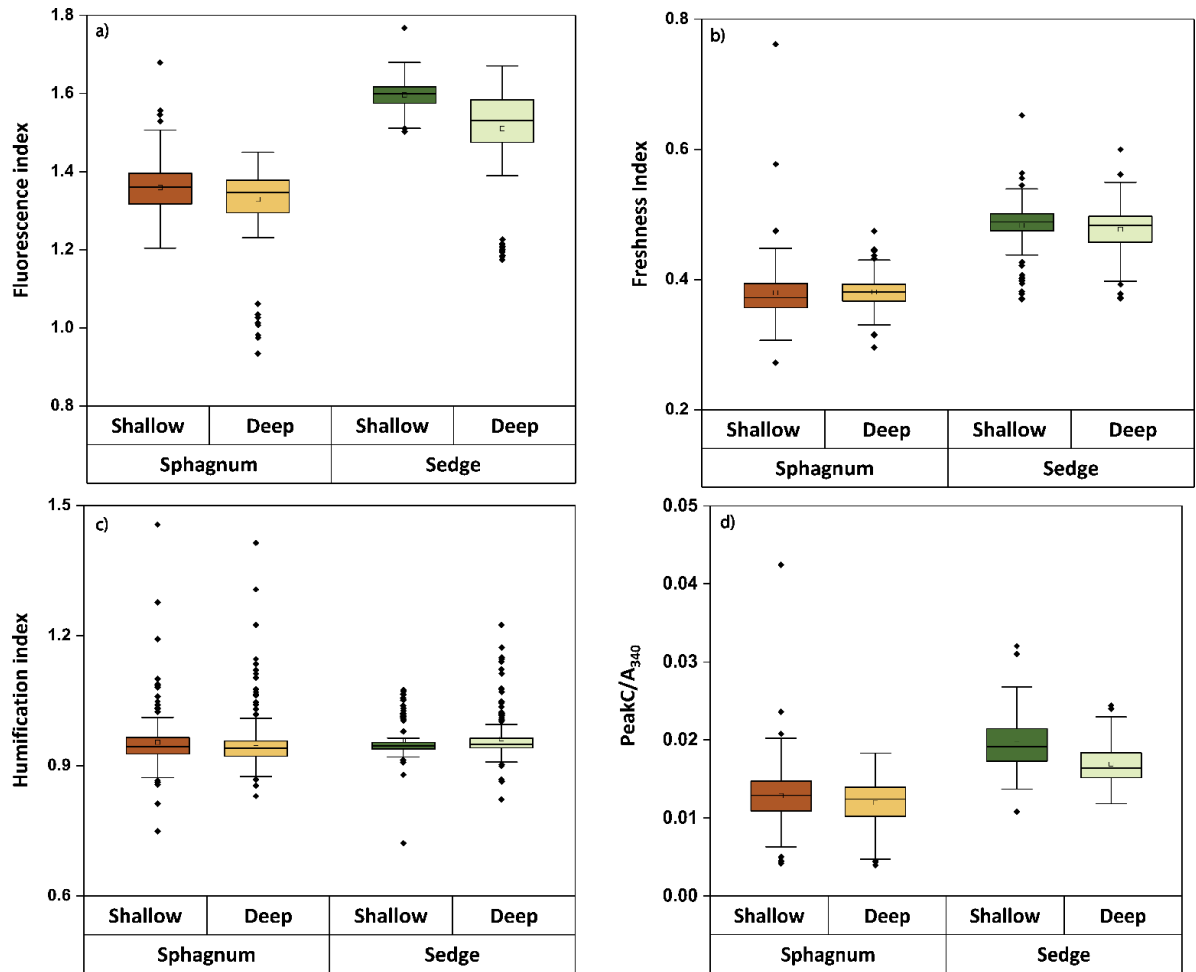 a)
Fluorescence index
1.8
1.6
1.4
1.2
1.0
0.8
Shallow Deep Shallow Deep
Sphagnum Sedge
b)
Freshness Index
0.8
0.6
0.4
0.2
Shallow Deep Shallow Deep
Sphagnum Sedge
c)
Humification index
1.5
1.2
0.9
0.6
Shallow Deep Shallow Deep
Sphagnum Sedge
d)
PeakC/A₃₄₀
0.05
0.04
0.03
0.02
0.01
0.00
Shallow Deep Shallow Deep
Sphagnum Sedge